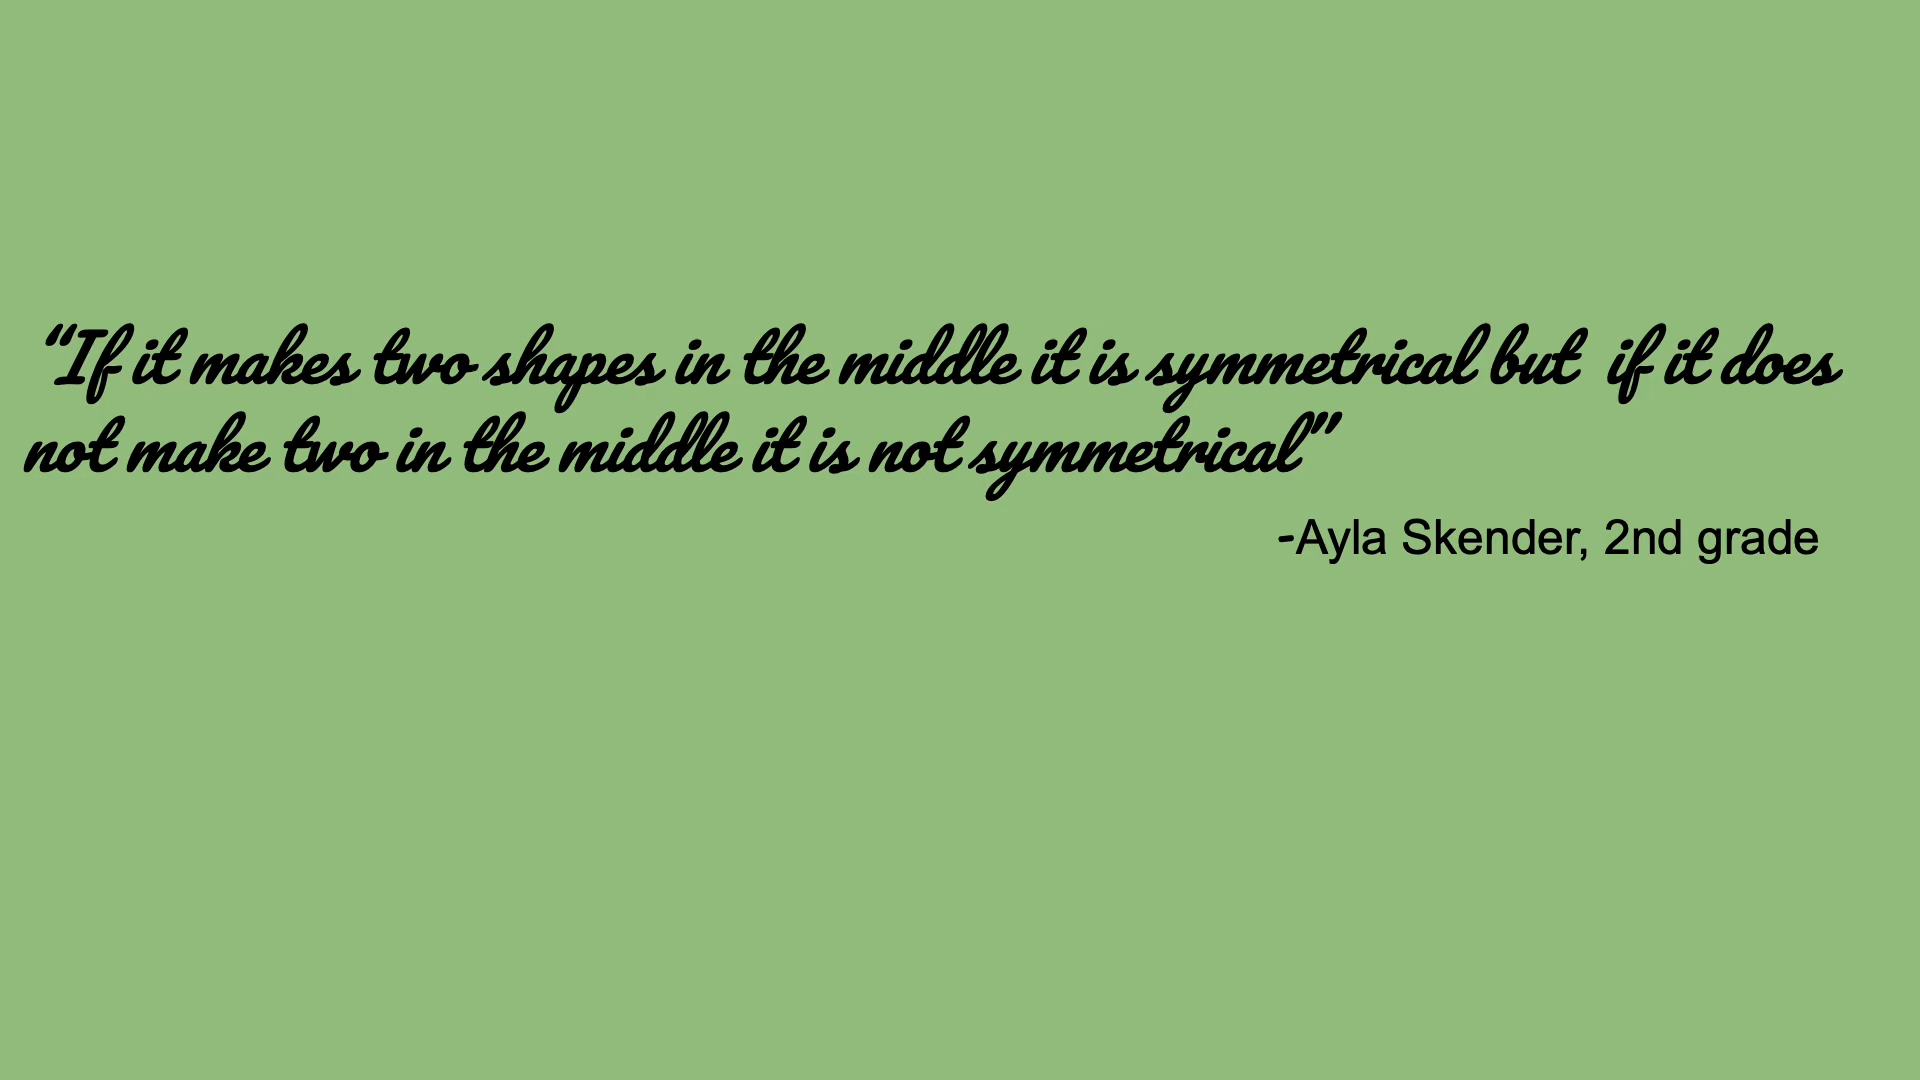 “If it makes two shapes in the middle it is symmetrical but  if it does
not make two in the middle it is not symmetrical”
-Ayla Skender, 2nd grade